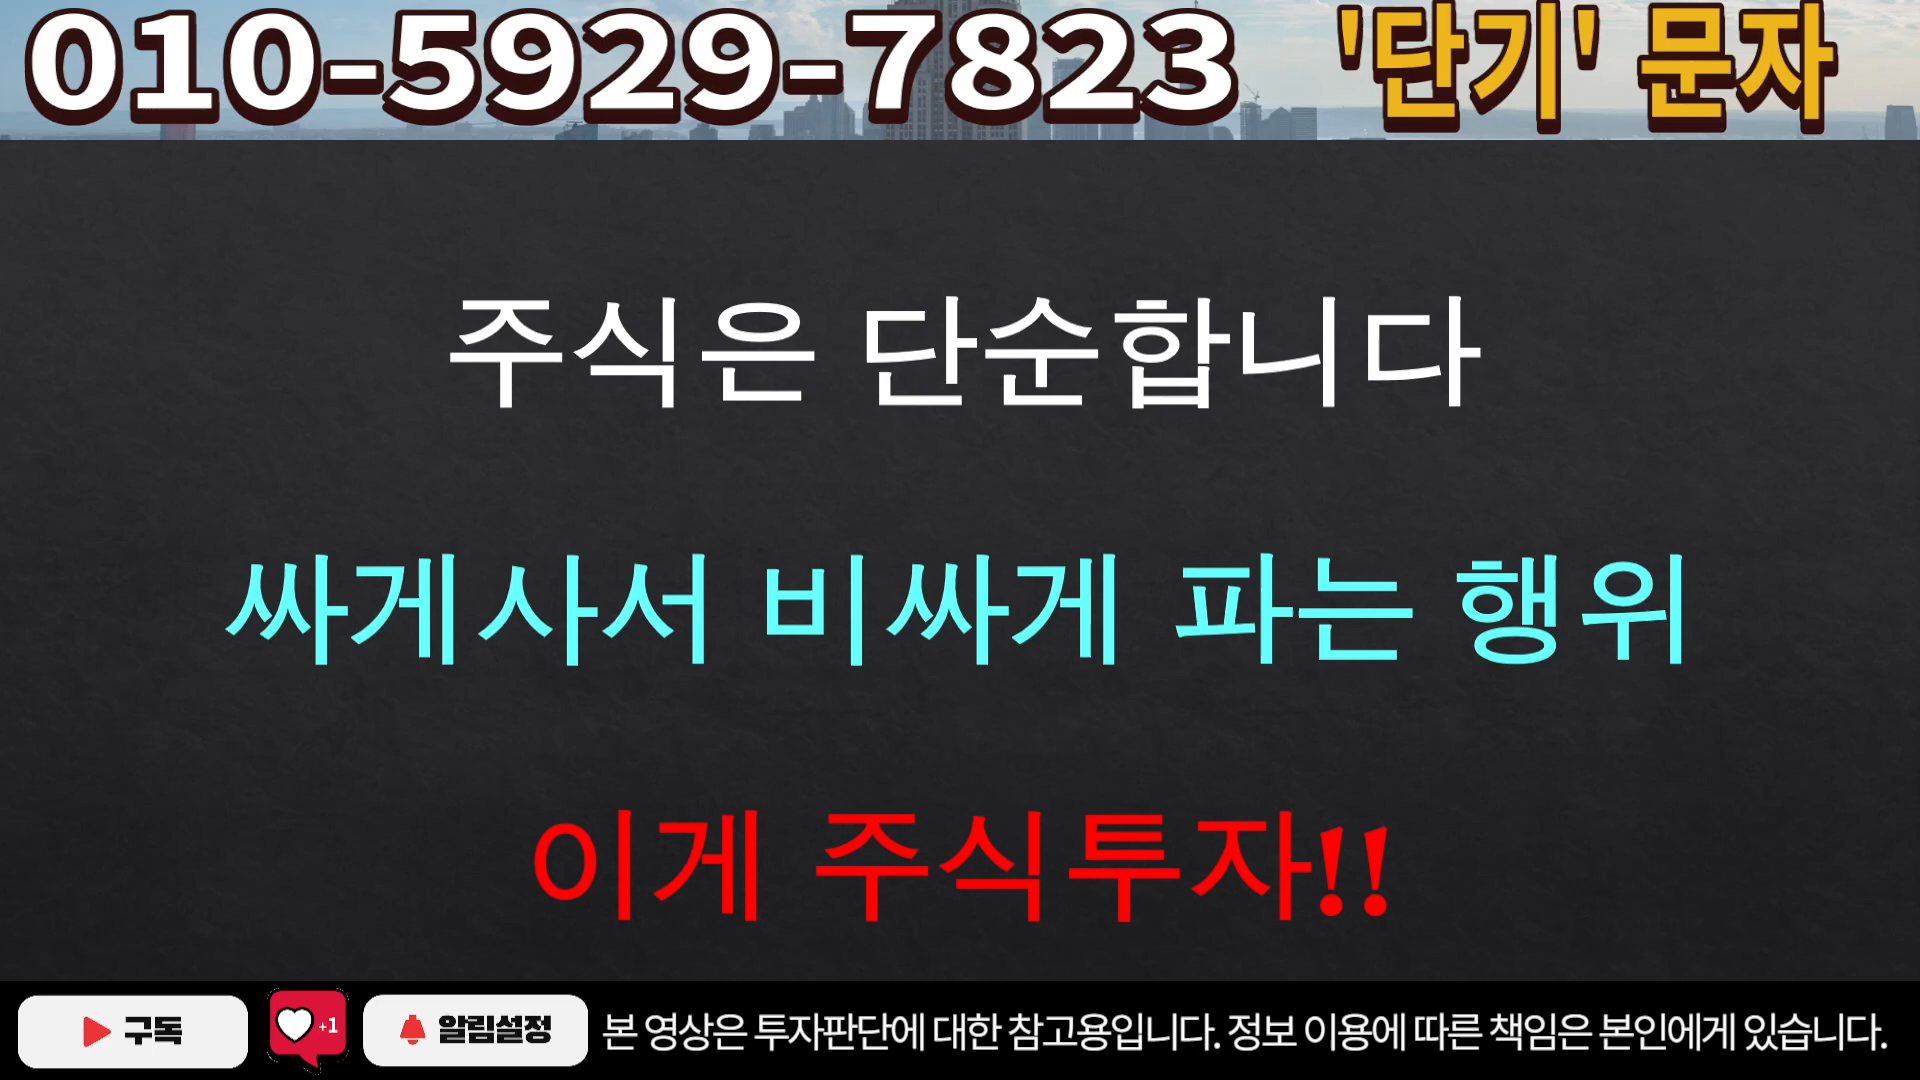 010-5929-7823 '단기' 문자
주식은 단순합니다
싸게사서 비싸게 파는 행위
이게 주식투자!!
구독 +1 알림설정 본 영상은 투자판단에 대한 참고용입니다. 정보 이용에 따른 책임은 본인에게 있습니다.